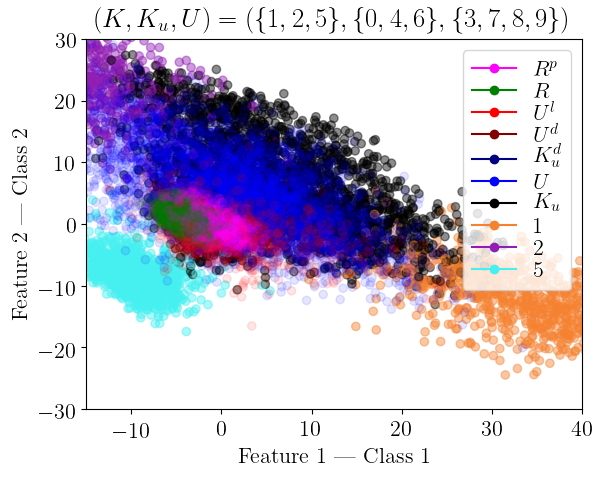 (K, K_u, U) = ({1, 2, 5}, {0, 4, 6}, {3, 7, 8, 9})
30
20
10
0
−10
−20
−30
Feature 2 — Class 2
R^p
R
U^l
U^d
K_u^d
U
K_u
1
2
5
−10 0 10 20 30 40
Feature 1 — Class 1